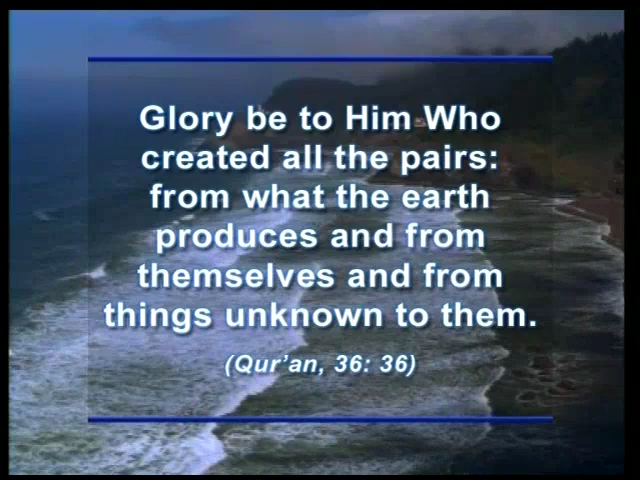 Glory be to Him Who
created all the pairs:
from what the earth
produces and from
themselves and from
things unknown to them.
(Qur’an, 36: 36)